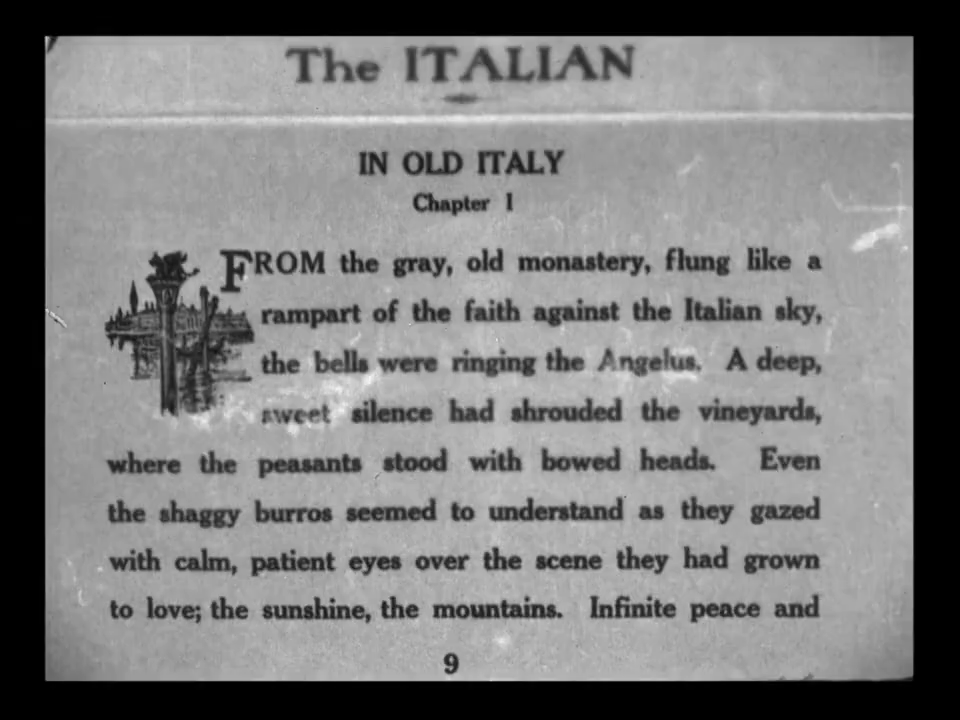 The ITALIAN
IN OLD ITALY
Chapter I
FROM the gray, old monastery, flung like a
rampart of the faith against the Italian sky,
the bells were ringing the Angelus. A deep,
sweet silence had shrouded the vineyards,
where the peasants stood with bowed heads. Even
the shaggy burros seemed to understand as they gazed
with calm, patient eyes over the scene they had grown
to love; the sunshine, the mountains. Infinite peace and
9